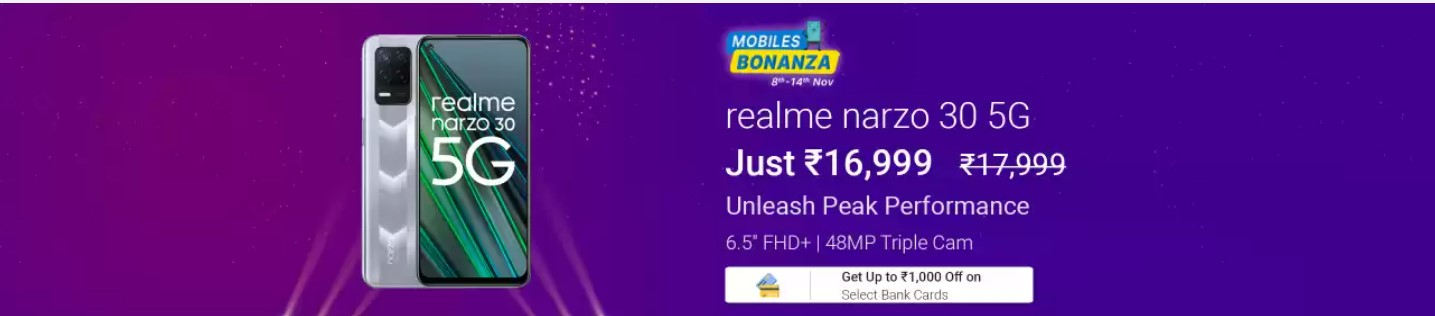 realme
narzo 30
5G
MOBILES
BONANZA
8th-14th Nov
realme narzo 30 5G
Just ₹16,999 ₹17,999
Unleash Peak Performance
6.5" FHD+ | 48MP Triple Cam
Get Up to ₹1,000 Off on
Select Bank Cards